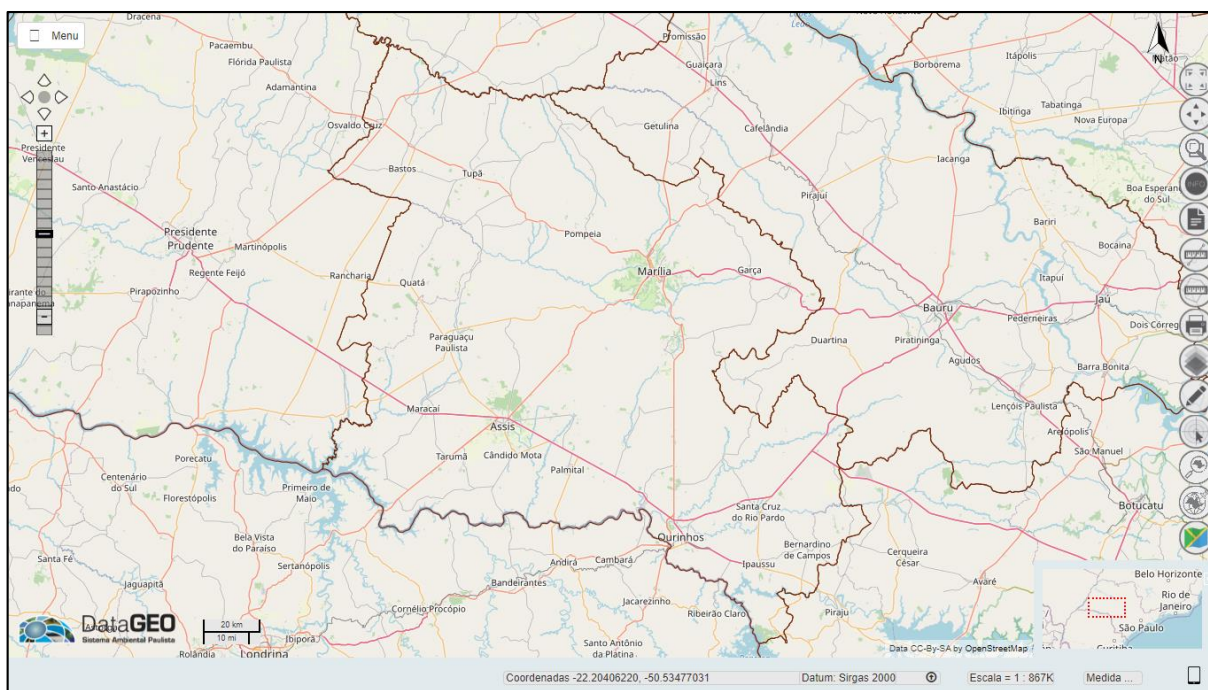 Menu
N
Dracena
Pacaembu
Flórida Paulista
Adamantina
Promissão
Guaiçara
Lins
Borborema
Itápolis
Matão
Ibitinga
Tabatinga
Nova Europa
Osvaldo Cruz
Getulina
Cafelândia
Presidente
Venceslau
Iacanga
Santo Anastácio
Bastos
Tupã
Pirajuí
Boa Esperan
do Sul
Bariri
Presidente
Prudente
Martinópolis
Pompeia
Bocaina
Regente Feijó
Rancharia
Quatá
Marília
Garça
Itapuí
Pirapozinho
Jaú
Bauru
Pederneiras
Dois Córreg
Paraguaçu
Paulista
Duartina
Piratininga
Agudos
Barra Bonita
Maracaí
Assis
Lençóis Paulista
Areiópolis
São Manuel
Tarumã
Cândido Mota
Palmital
Porecatu
Centenário
do Sul
Florestópolis
Primeiro de
Maio
Santa Cruz
do Rio Pardo
Botucatu
Bela Vista
do Paraíso
Ourinhos
Bernardino
de Campos
Cerqueira
César
Santa Fé
Sertanópolis
Andirá
Cambará
Ipaussu
Jaguapitã
Bandeirantes
Avaré
Cornélio Procópio
Jacarezinho
Ribeirão Claro
Piraju
Ibiporã
Santo Antônio
da Plátina
Rolândia
Londrina
INFO
DataGEO
Sistema Ambiental Paulista
20 km
10 mi
Belo Horizonte
Rio de
Janeiro
São Paulo
Curitiba
Data CC-By-SA by OpenStreetMap
Coordenadas -22.20406220, -50.53477031
Datum: Sirgas 2000
Escala = 1 : 867K
Medida ...